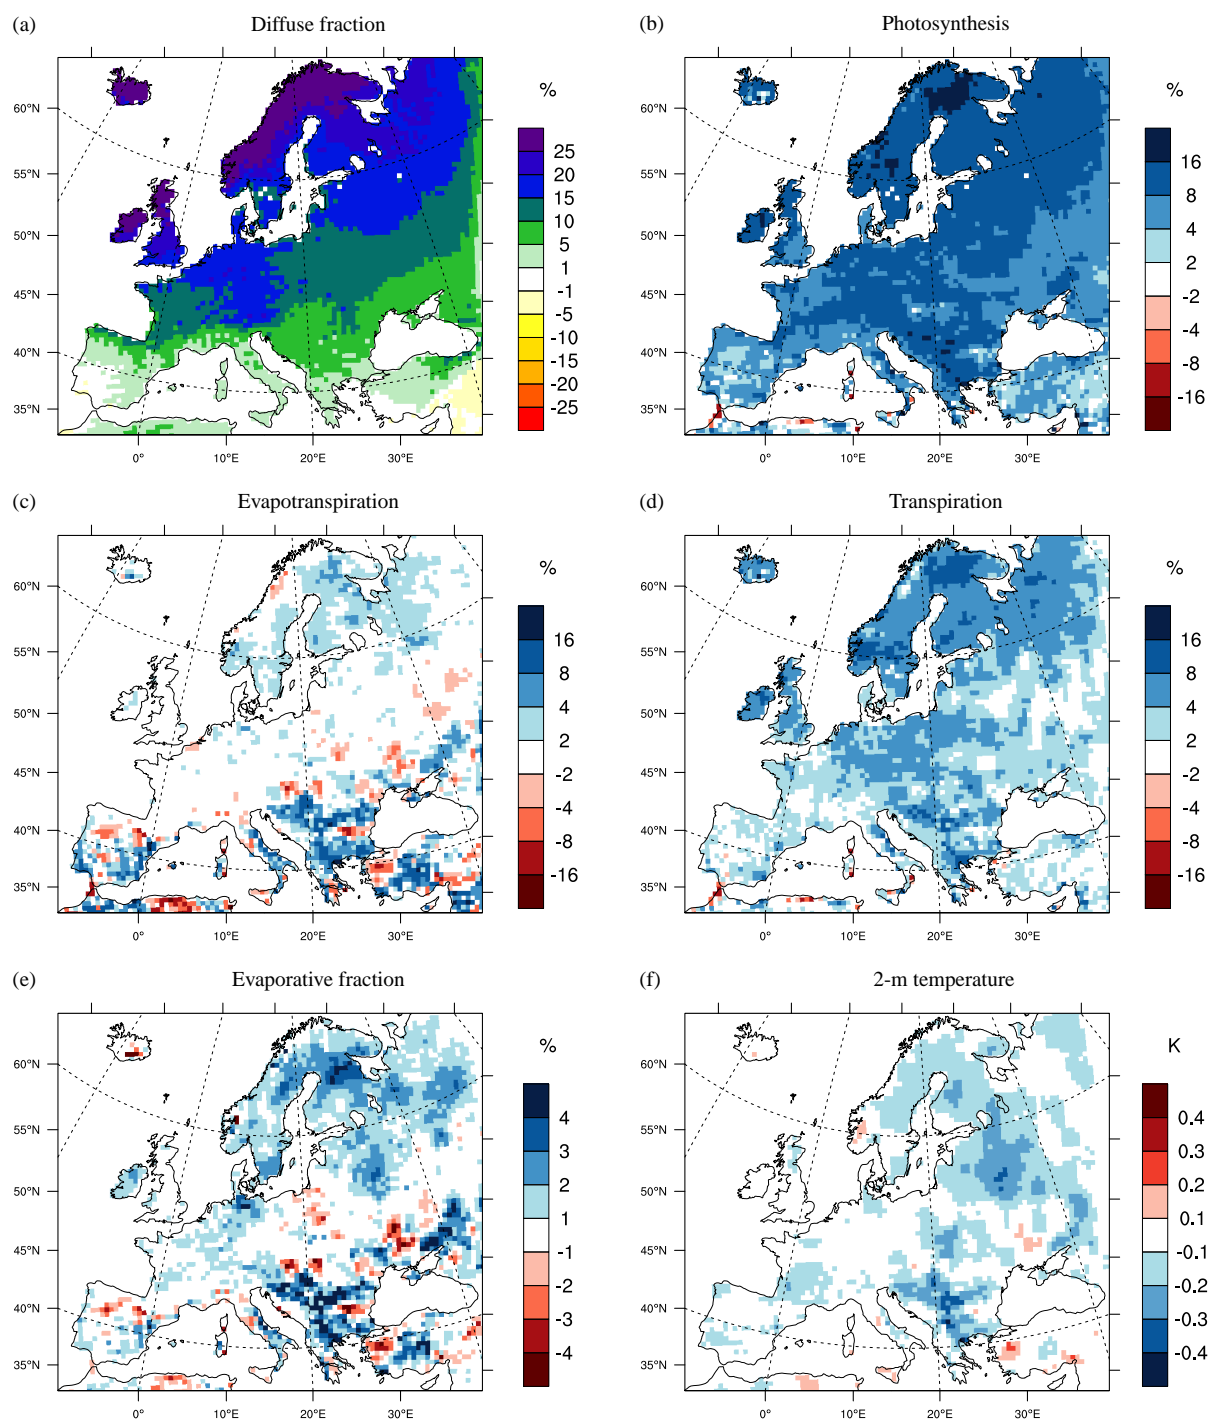 (a) Diffuse fraction
(b) Photosynthesis
%
60°N
55°N
50°N
45°N
40°N
35°N
0° 10°E 20°E 30°E
25
20
15
10
5
1
-1
-5
-10
-15
-20
-25
%
60°N
55°N
50°N
45°N
40°N
35°N
0° 10°E 20°E 30°E
16
8
4
2
-2
-4
-8
-16
(c) Evapotranspiration
(d) Transpiration
%
60°N
55°N
50°N
45°N
40°N
35°N
0° 10°E 20°E 30°E
16
8
4
2
-2
-4
-8
-16
%
60°N
55°N
50°N
45°N
40°N
35°N
0° 10°E 20°E 30°E
16
8
4
2
-2
-4
-8
-16
(e) Evaporative fraction
(f) 2-m temperature
%
60°N
55°N
50°N
45°N
40°N
35°N
0° 10°E 20°E 30°E
4
3
2
1
-1
-2
-3
-4
K
60°N
55°N
50°N
45°N
40°N
35°N
0° 10°E 20°E 30°E
0.4
0.3
0.2
0.1
-0.1
-0.2
-0.3
-0.4